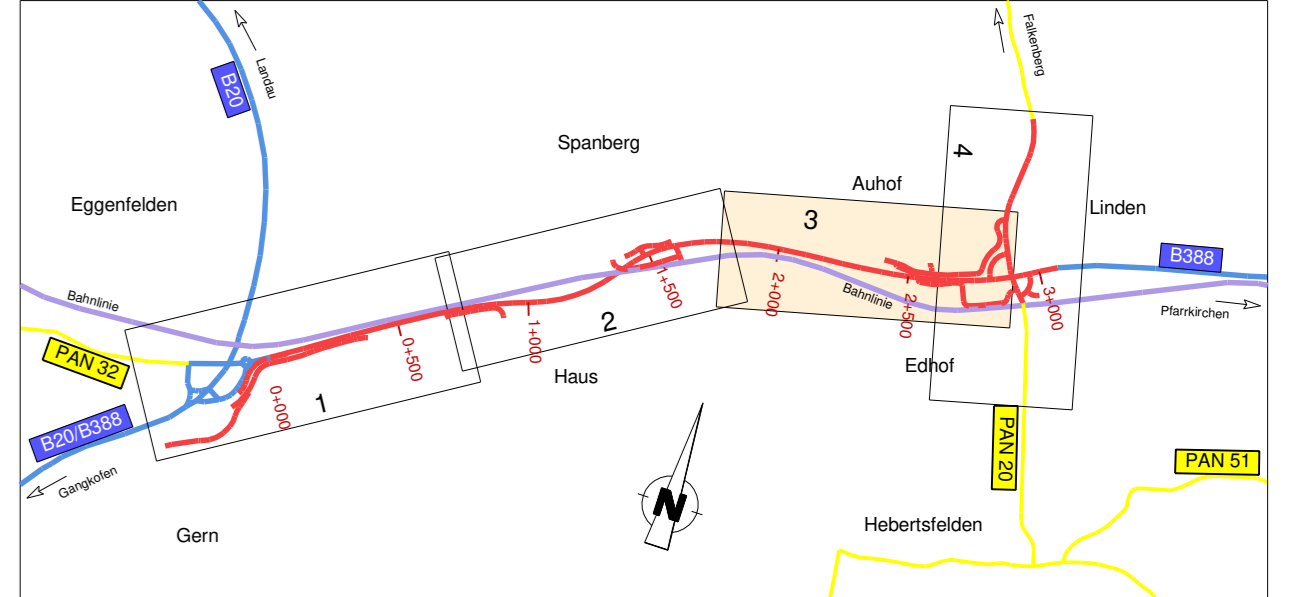 Landau
B20
Falkenberg
Spanberg
4
Auhof
Eggenfelden
3
Linden
B388
Bahnlinie
1+500
2+000
Bahnlinie
2+500
3+000
Pfarrkirchen
PAN 32
0+500
1+000
2
Haus
Edhof
0+000
1
B20/B388
Gangkofen
N
PAN 20
PAN 51
Gern
Hebertsfelden